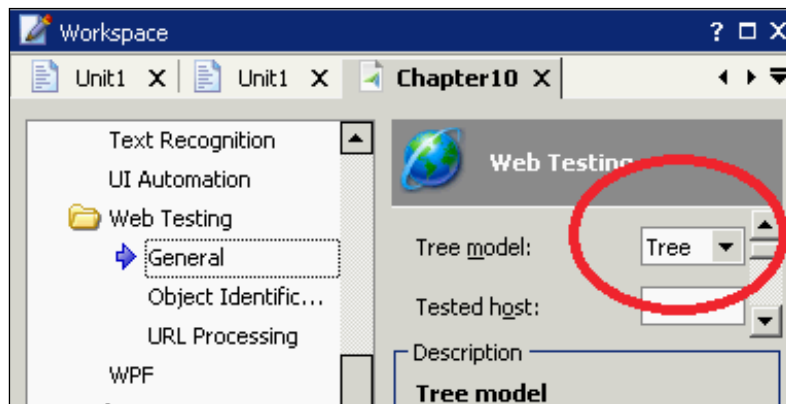 Workspace
Unit1 Unit1 Chapter10
Text Recognition
UI Automation
Web Testing
General
Object Identific...
URL Processing
WPF
Web Testing
Tree model: Tree
Tested host:
Description
Tree model